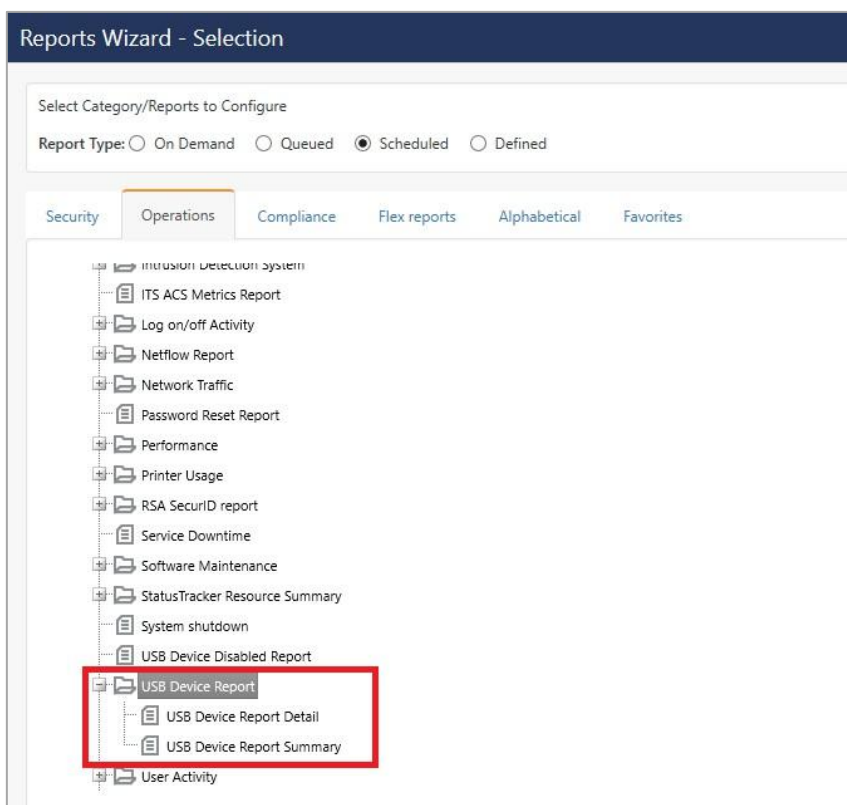 Reports Wizard - Selection
Select Category/Reports to Configure
Report Type: On Demand Queued Scheduled Defined
Security Operations Compliance Flex reports Alphabetical Favorites
Intrusion Detection System
ITS ACS Metrics Report
Log on/off Activity
Netflow Report
Network Traffic
Password Reset Report
Performance
Printer Usage
RSA SecurID report
Service Downtime
Software Maintenance
StatusTracker Resource Summary
System shutdown
USB Device Disabled Report
USB Device Report
USB Device Report Detail
USB Device Report Summary
User Activity